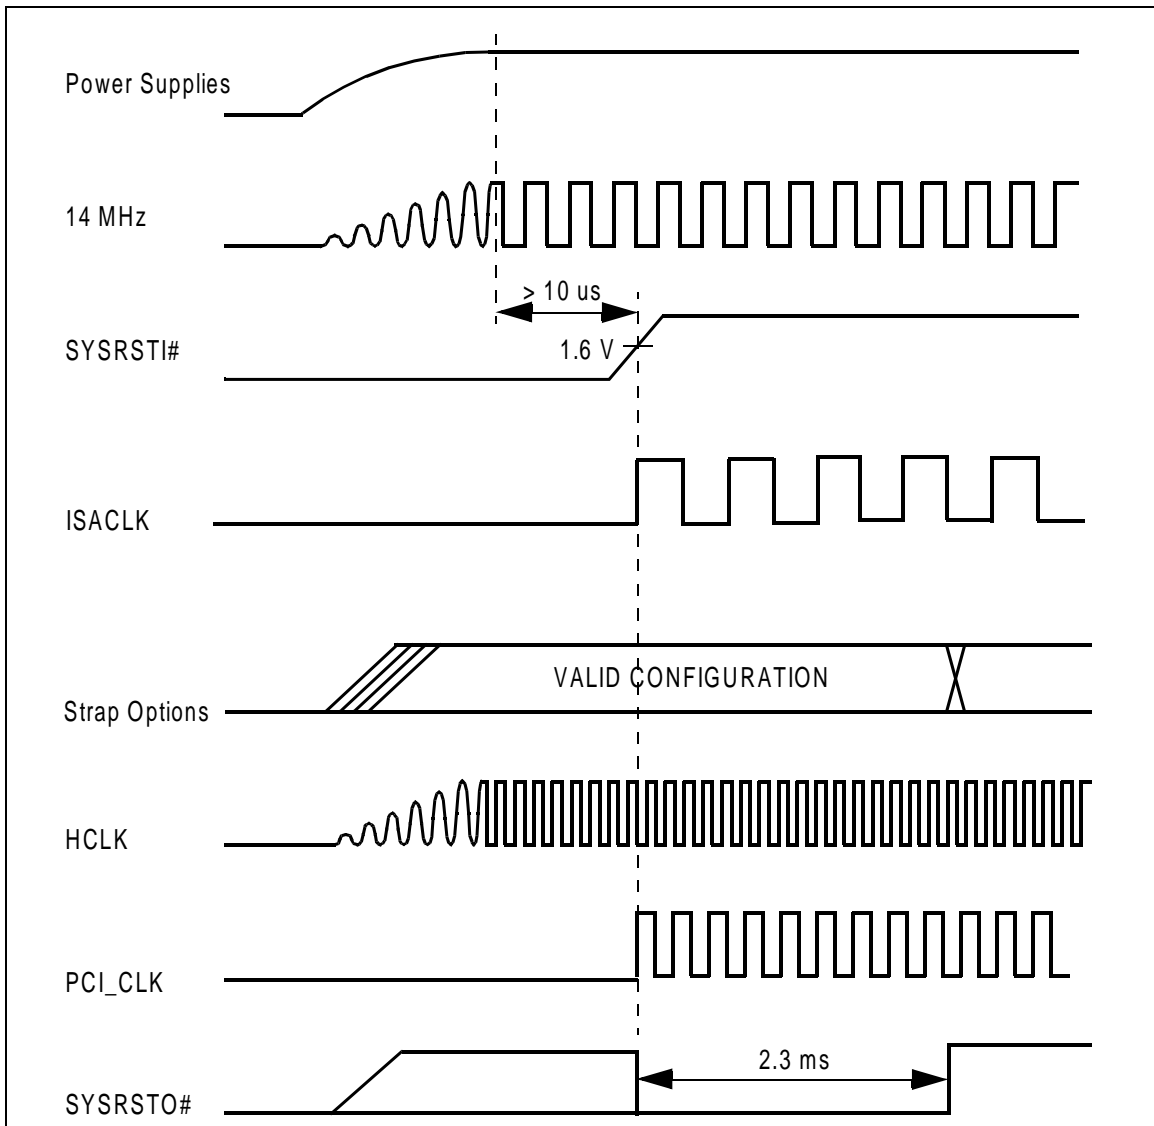 Power Supplies
14 MHz
> 10 us
SYSRSTI#
1.6 V
ISACLK
VALID CONFIGURATION
Strap Options
HCLK
PCI_CLK
2.3 ms
SYSRSTO#